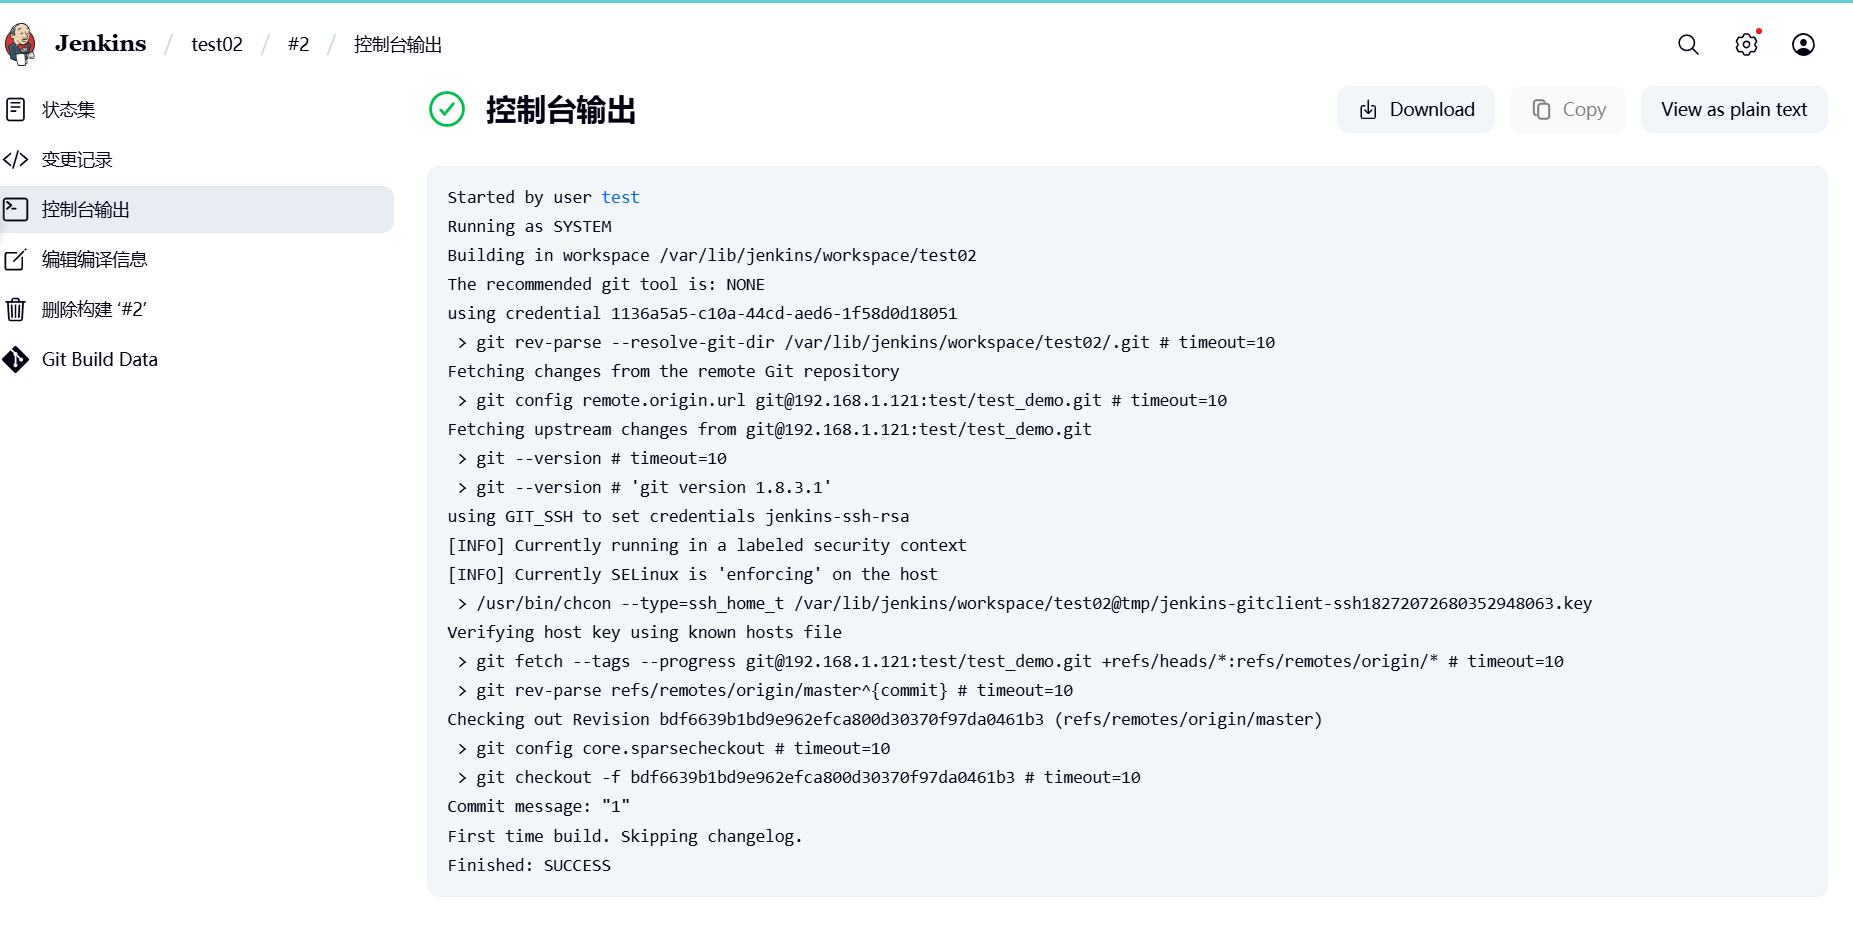 Jenkins / test02 / #2 / 控制台输出
状态集
变更记录
控制台输出
编辑编译信息
删除构建 ‘#2’
Git Build Data
控制台输出
Download
Copy
View as plain text
Started by user test
Running as SYSTEM
Building in workspace /var/lib/jenkins/workspace/test02
The recommended git tool is: NONE
using credential 1136a5a5-c10a-44cd-aed6-1f58d0d18051
 > git rev-parse --resolve-git-dir /var/lib/jenkins/workspace/test02/.git # timeout=10
Fetching changes from the remote Git repository
 > git config remote.origin.url git@192.168.1.121:test/test_demo.git # timeout=10
Fetching upstream changes from git@192.168.1.121:test/test_demo.git
 > git --version # timeout=10
 > git --version # 'git version 1.8.3.1'
using GIT_SSH to set credentials jenkins-ssh-rsa
[INFO] Currently running in a labeled security context
[INFO] Currently SELinux is 'enforcing' on the host
 > /usr/bin/chcon --type=ssh_home_t /var/lib/jenkins/workspace/test02@tmp/jenkins-gitclient-ssh18272072680352948063.key
Verifying host key using known hosts file
 > git fetch --tags --progress git@192.168.1.121:test/test_demo.git +refs/heads/*:refs/remotes/origin/* # timeout=10
 > git rev-parse refs/remotes/origin/master^{commit} # timeout=10
Checking out Revision bdf6639b1bd9e962efca800d30370f97da0461b3 (refs/remotes/origin/master)
 > git config core.sparsecheckout # timeout=10
 > git checkout -f bdf6639b1bd9e962efca800d30370f97da0461b3 # timeout=10
Commit message: "1"
First time build. Skipping changelog.
Finished: SUCCESS